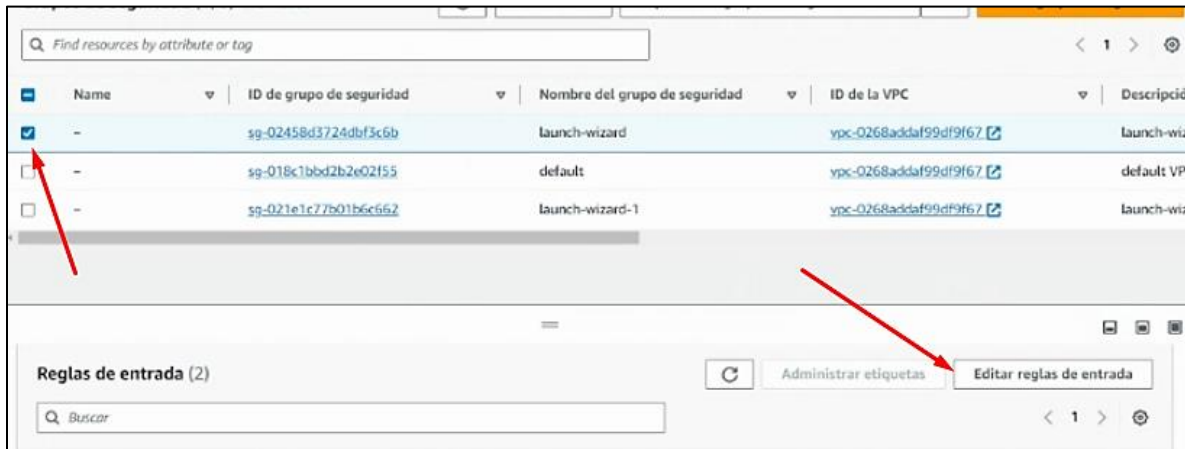 Find resources by attribute or tag
1
Name ID de grupo de seguridad Nombre del grupo de seguridad ID de la VPC Descripció
– sg-02458d3724dbf3c6b launch-wizard vpc-0268addaf99df9f67 launch-wiz
– sg-018c1bbd2b2e02f55 default vpc-0268addaf99df9f67 default VP
– sg-021e1c77b01b6c662 launch-wizard-1 vpc-0268addaf99df9f67 launch-wiz
Reglas de entrada (2) Administrar etiquetas Editar reglas de entrada
Buscar 1